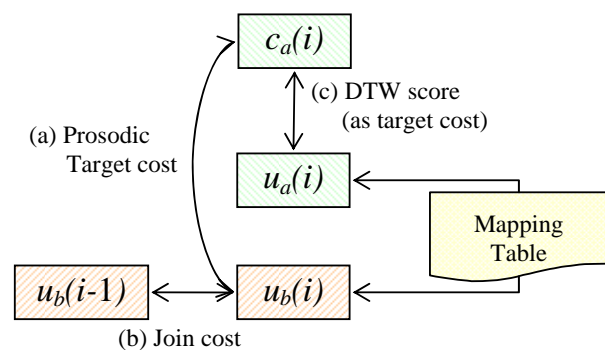 c_a(i)
(c) DTW score
(as target cost)
(a) Prosodic
Target cost
u_a(i)
Mapping
Table
u_b(i-1)
u_b(i)
(b) Join cost